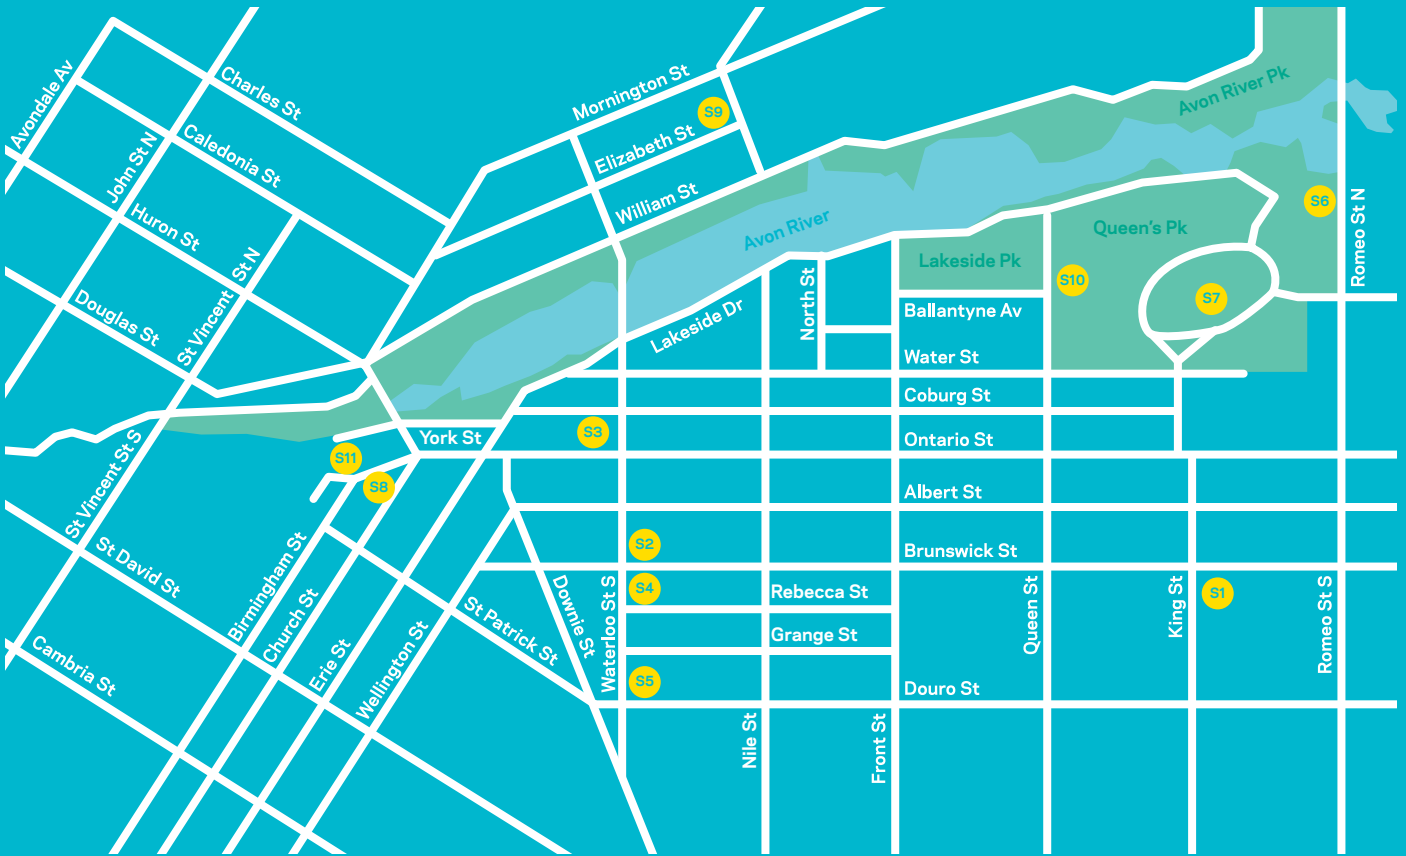 Avondale Av
Charles St
Caledonia St
John St N
Huron St
St Vincent St N
Douglas St
Mornington St
S9
Elizabeth St
William St
Avon River Pk
Avon River
S6
Romeo St N
Queen's Pk
Lakeside Pk
S10
S7
North St
Lakeside Dr
Ballantyne Av
Water St
Coburg St
York St
S3
Ontario St
S11
S8
St Vincent St S
Albert St
S2
Brunswick St
St David St
Birmingham St
Church St
Erie St
Wellington St
St Patrick St
Downie St
Waterloo St S
S4
Rebecca St
Grange St
Queen St
King St
S1
Romeo St S
Cambria St
S5
Douro St
Nile St
Front St